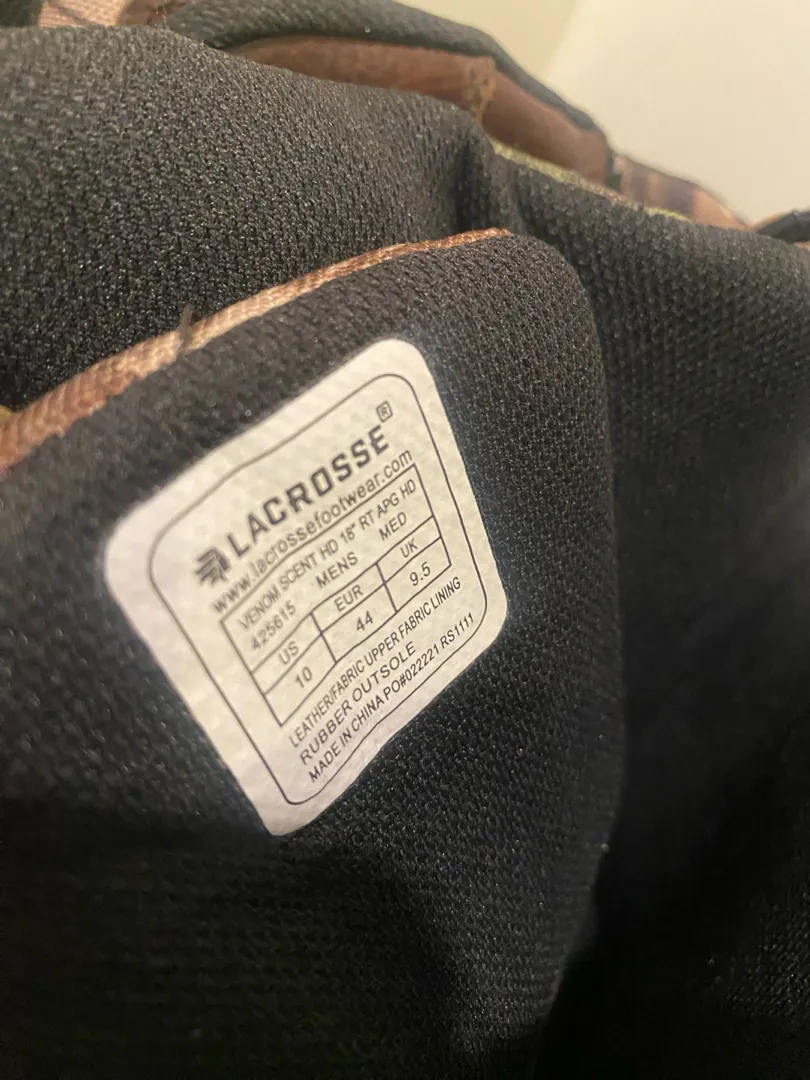 LACROSSE®
www.lacrossefootwear.com
VENOM SCENT HD 18" RT APG HD
425615 MENS MED
US EUR UK
10 44 9.5
LEATHER/FABRIC UPPER FABRIC LINING
RUBBER OUTSOLE
MADE IN CHINA PO#022221 RS1111